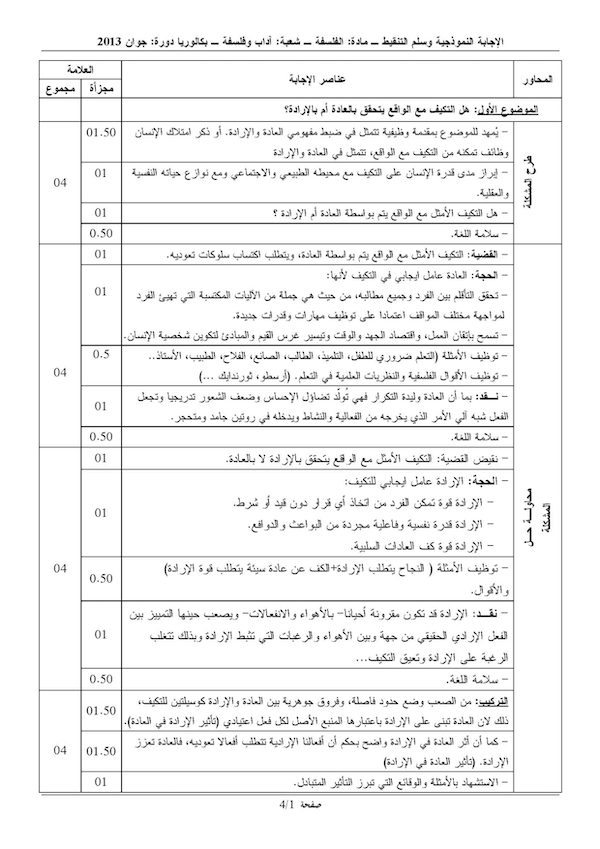 الإجابة النموذجية وسلم التنقيط ــ مادة: الفلسفة ــ شعبة: آداب وفلسفة ــ بكالوريا دورة: جوان 2013
المحاور
عناصر الإجابة
العلامة
مجزأة
مجموع
الموضوع الأول: هل التكيف مع الواقع يتحقق بالعادة أم بالإرادة؟
طرح المشكلة
– يُمهد للموضوع بمقدمة وظيفية تتمثل في ضبط مفهومي العادة والإرادة. أو ذكر امتلاك الإنسان
وظائف تمكنه من التكيف مع الواقع، تتمثل في العادة والإرادة
01.50
– إبراز مدى قدرة الإنسان على التكيف مع محيطه الطبيعي والاجتماعي ومع نوازع حياته النفسية
والعقلية.
01
– هل التكيف الأمثل مع الواقع يتم بواسطة العادة أم الإرادة ؟
01
– سلامة اللغة.
0.50
04
محاولـــة حـــل
المشكلة
– القضية: التكيف الأمثل مع الواقع يتم بواسطة العادة، ويتطلب اكتساب سلوكات تعوديه.
01
– الحجة: العادة عامل ايجابي في التكيف لأنها:
– تحقق التأقلم بين الفرد وجميع مطالبه، من حيث هي جملة من الآليات المكتسبة التي تهيئ الفرد
لمواجهة مختلف المواقف اعتمادا على توظيف مهارات وقدرات جديدة.
– تسمح بإتقان العمل، واقتصاد الجهد والوقت وتيسير غرس القيم والمبادئ لتكوين شخصية الإنسان.
01
– توظيف الأمثلة (التعلم ضروري للطفل، التلميذ، الطالب، الصانع، الفلاح، الطبيب، الأستاذ..
– توظيف الأقوال الفلسفية والنظريات العلمية في التعلم. (أرسطو، ثورندايك ...)
0.5
– نـــقد: بما أن العادة وليدة التكرار فهي تُولّد تضاؤل الإحساس وضعف الشعور تدريجيا وتجعل
الفعل شبه آلي الأمر الذي يخرجه من الفعالية والنشاط ويدخله في روتين جامد ومتحجر.
01
– سلامة اللغة.
0.50
04
– نقيض القضية: التكيف الأمثل مع الواقع يتحقق بالإرادة لا بالعادة.
01
– الحجة: الإرادة عامل ايجابي للتكيف:
– الإرادة قوة تمكن الفرد من اتخاذ أي قرار دون قيد أو شرط.
– الإرادة قدرة نفسية وفاعلية مجردة من البواعث والدوافع.
– الإرادة قوة كف العادات السلبية.
01
– توظيف الأمثلة ( النجاح يتطلب الإرادة+الكف عن عادة سيئة يتطلب قوة الإرادة)
والأقوال.
0.50
– نقـــد: الإرادة قد تكون مقرونة أحيانا– بالأهواء والانفعالات– ويصعب حينها التمييز بين
الفعل الإرادي الحقيقي من جهة وبين الأهواء والرغبات التي تثبط الإرادة وبذلك تتغلب
الرغبة على الإرادة وتعيق التكيف...
01
– سلامة اللغة.
0.50
04
التركيب: من الصعب وضع حدود فاصلة، وفروق جوهرية بين العادة والإرادة كوسيلتين للتكيف،
ذلك لان العادة تبنى على الإرادة باعتبارها المنبع الأصل لكل فعل اعتيادي (تأثير الإرادة في العادة).
01.50
– كما أن أثر العادة في الإرادة واضح بحكم أن أفعالنا الإرادية تتطلب أفعالا تعوديه، فالعادة تعزز
الإرادة. (تأثير العادة في الإرادة)
01.50
– الاستشهاد بالأمثلة والوقائع التي تبرز التأثير المتبادل.
01
04
صفحة 4/1